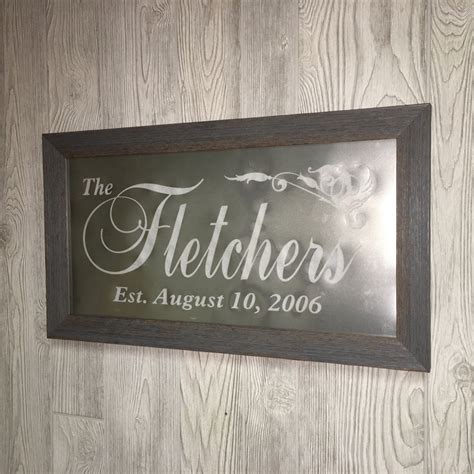 The
Fletchers
Est. August 10, 2006